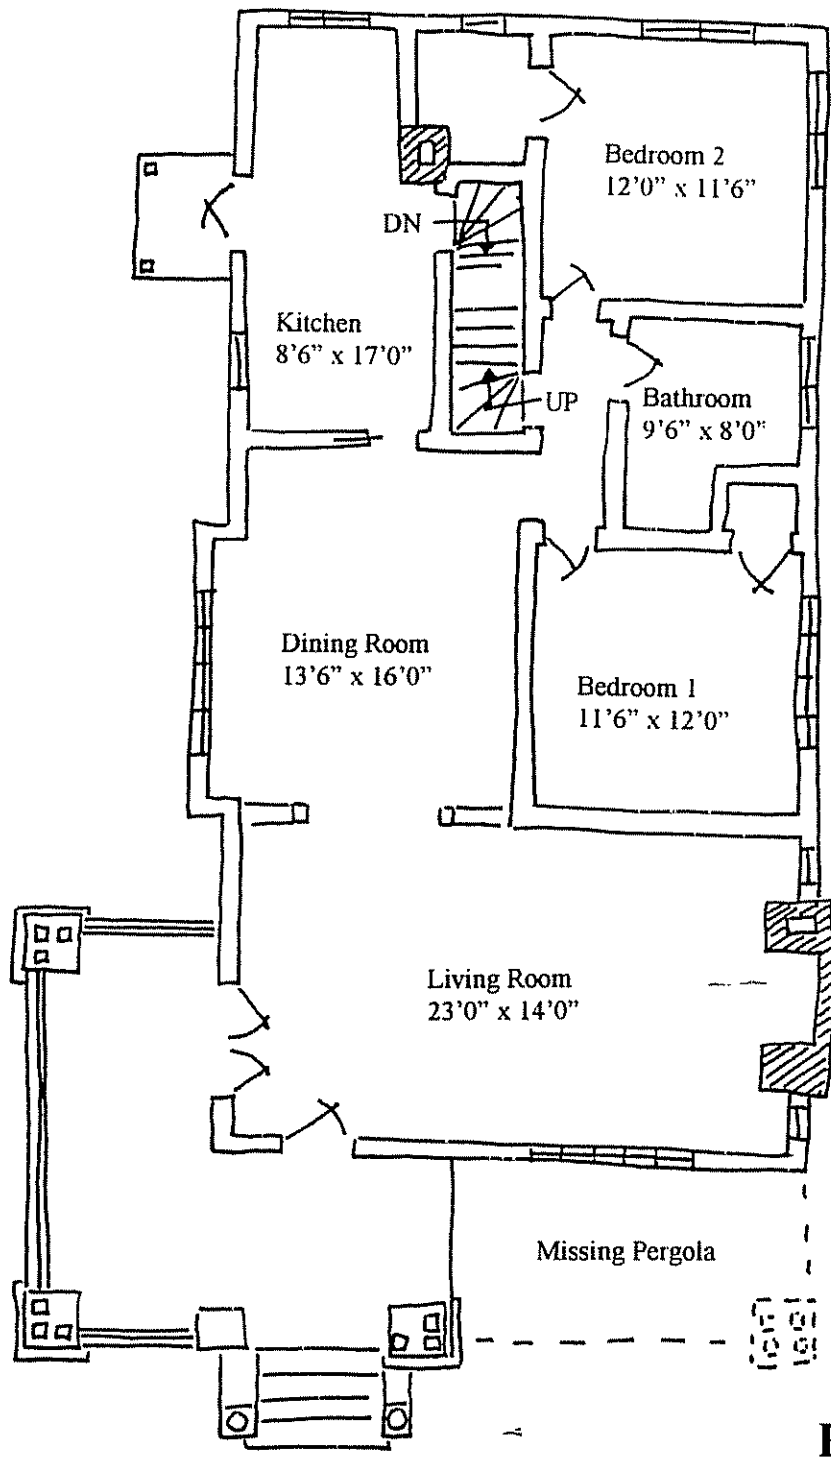 Bedroom 2
12'0" x 11'6"
DN
Kitchen
8'6" x 17'0"
UP
Bathroom
9'6" x 8'0"
Dining Room
13'6" x 16'0"
Bedroom 1
11'6" x 12'0"
Living Room
23'0" x 14'0"
Missing Pergola